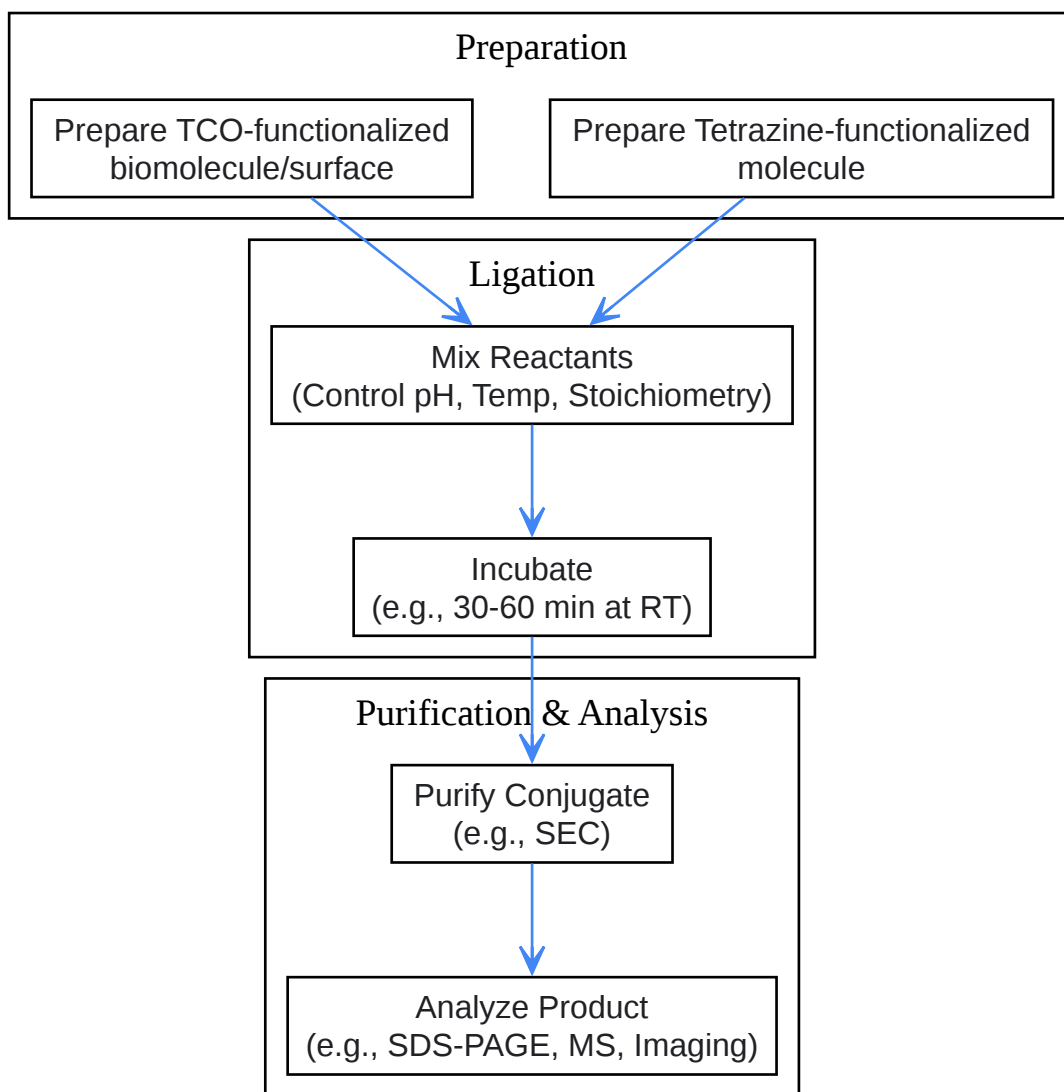 Preparation
Prepare TCO-functionalized
biomolecule/surface
Prepare Tetrazine-functionalized
molecule
Ligation
Mix Reactants
(Control pH, Temp, Stoichiometry)
Incubate
(e.g., 30-60 min at RT)
Purification & Analysis
Purify Conjugate
(e.g., SEC)
Analyze Product
(e.g., SDS-PAGE, MS, Imaging)